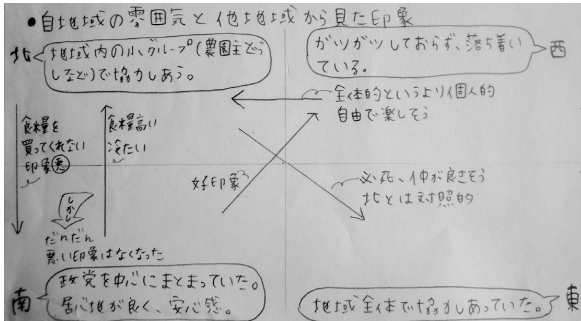 ●自地域の雰囲気と他地域から見た印象
北
地域内の小グループ(農園主どう
しなど)で協力しあう。
ガツガツしておらず、落ち着い
ている。
西
全体的というより個人的
自由で楽しそう
食糧を
買ってくれない
印象悪
食糧高い
冷たい
好印象
必死、仲が良さそう
北とは対照的
しかし
だんだん
悪い印象はなくなった
南
政党を中心にまとまっていた。
居心地が良く、安心感。
地域全体で協力しあっていた。
東